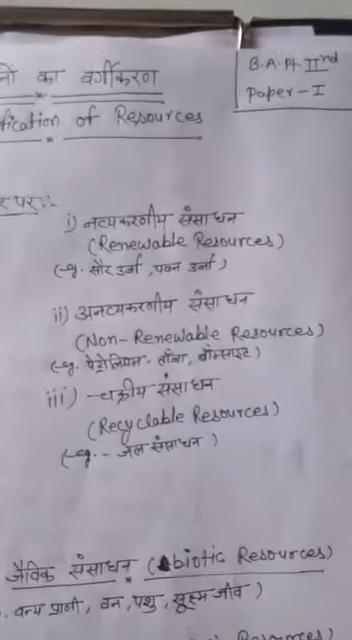 नों का वर्गीकरण
B.A. Pt IInd
Paper - I
fication of Resources
i) नव्यकरणीय संसाधन
(Renewable Resources)
(eg. सौर उर्जा, पवन उर्जा)
ii) अनव्यकरणीय संसाधन
(Non-Renewable Resources)
(eg. पेट्रोलियम - ताँबा, बॉक्साइट)
iii) - चक्रीय संसाधन
(Recyclable Resources)
(eg. - जल संसाधन)
जैविक संसाधन (biotic Resources)
वन्य प्राणी, वन, पशु, सूक्ष्म जीव)